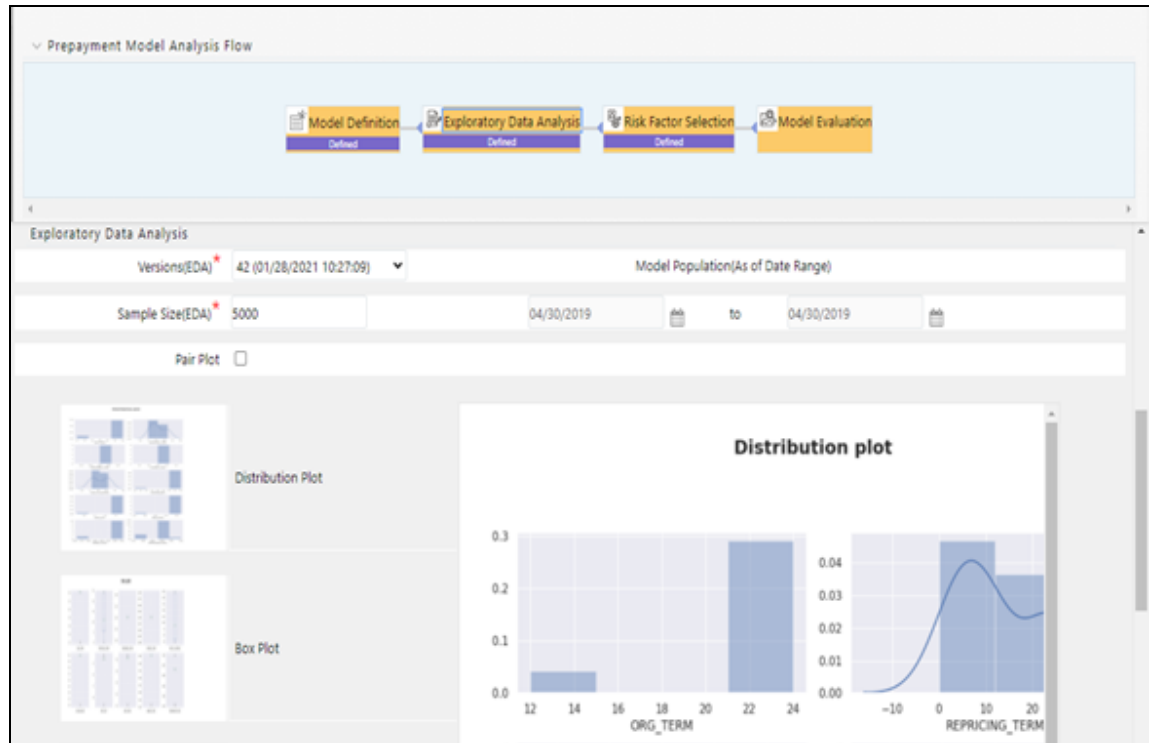 Prepayment Model Analysis Flow
Model Definition
Defined
Exploratory Data Analysis
Defined
Risk Factor Selection
Defined
Model Evaluation
Exploratory Data Analysis
Versions(EDA)* 42 (01/28/2021 10:27:09) Model Population(As of Date Range)
Sample Size(EDA)* 5000 04/30/2019 to 04/30/2019
Pair Plot
Distribution Plot
Box Plot
Distribution plot
0.3
0.2
0.1
0.0
12 14 16 18 20 22 24
ORG_TERM
0.04
0.03
0.02
0.01
0.00
−10 0 10 20
REPRICING_TERM